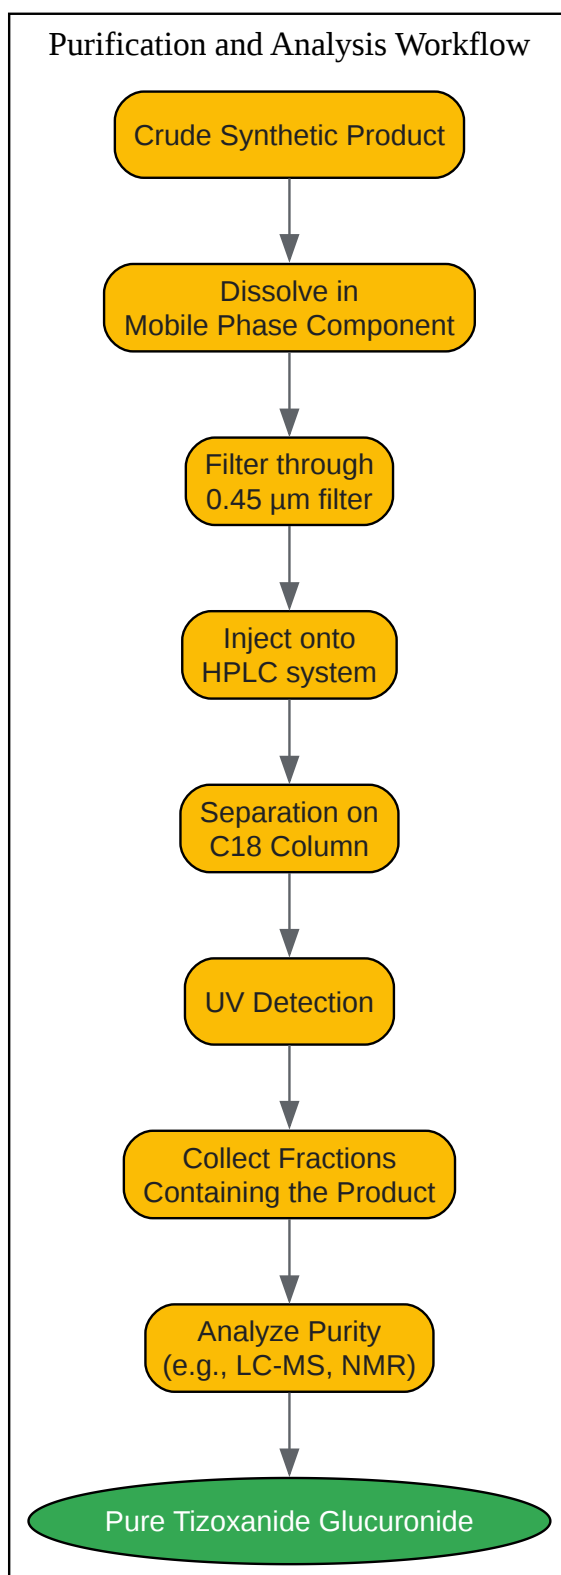 Purification and Analysis Workflow
Crude Synthetic Product
Dissolve in
Mobile Phase Component
Filter through
0.45 µm filter
Inject onto
HPLC system
Separation on
C18 Column
UV Detection
Collect Fractions
Containing the Product
Analyze Purity
(e.g., LC-MS, NMR)
Pure Tizoxanide Glucuronide